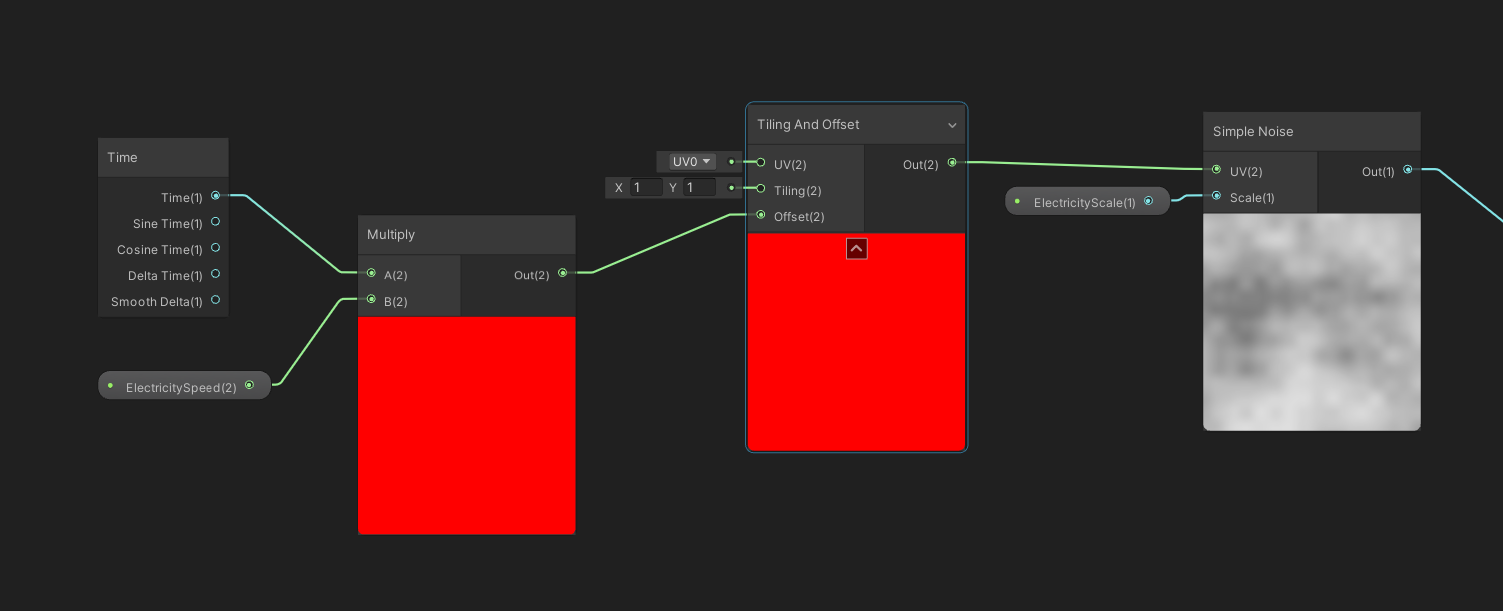 Time
Time(1)
Sine Time(1)
Cosine Time(1)
Delta Time(1)
Smooth Delta(1)
ElectricitySpeed(2)
Multiply
A(2)
B(2)
Out(2)
UV0
X 1 Y 1
Tiling And Offset
UV(2)
Tiling(2)
Offset(2)
Out(2)
ElectricityScale(1)
Simple Noise
UV(2)
Scale(1)
Out(1)